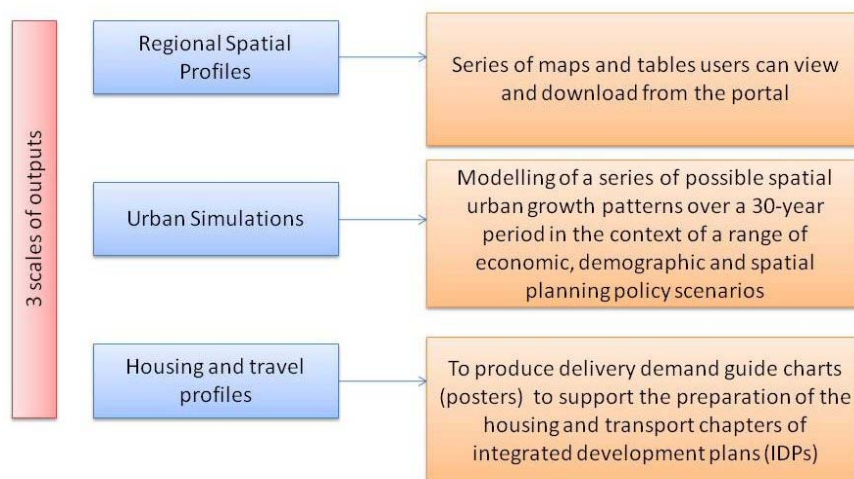 3 scales of outputs
Regional Spatial
Profiles
Series of maps and tables users can view
and download from the portal
Urban Simulations
Modelling of a series of possible spatial
urban growth patterns over a 30-year
period in the context of a range of
economic, demographic and spatial
planning policy scenarios
Housing and travel
profiles
To produce delivery demand guide charts
(posters) to support the preparation of the
housing and transport chapters of
integrated development plans (IDPs)